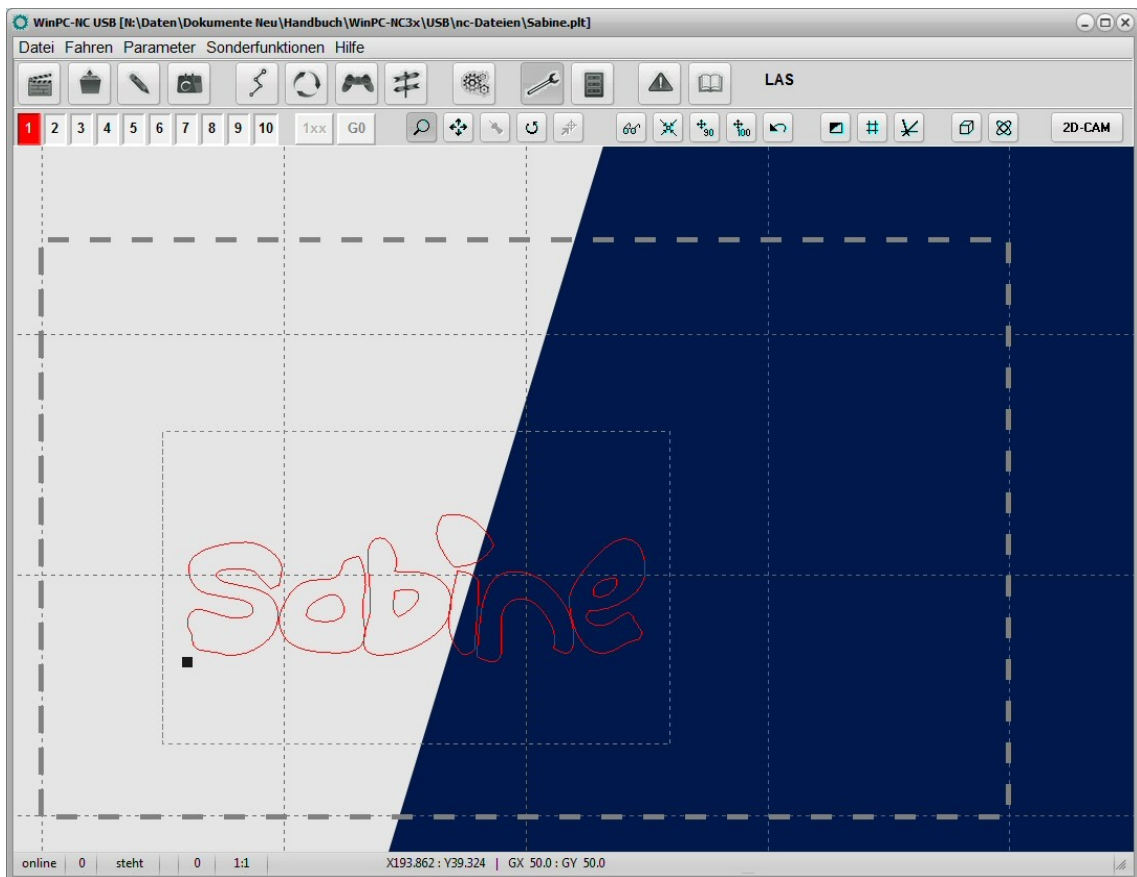 WinPC-NC USB [N:\Daten\Dokumente Neu\Handbuch\WinPC-NC3x\USB\nc-Dateien\Sabine.plt]
Datei Fahren Parameter Sonderfunktionen Hilfe
LAS
1 2 3 4 5 6 7 8 9 10 1xx G0 90 100 2D-CAM
Sabine
online 0 steht 0 1:1 X193.862 : Y39.324 | GX 50.0 : GY 50.0